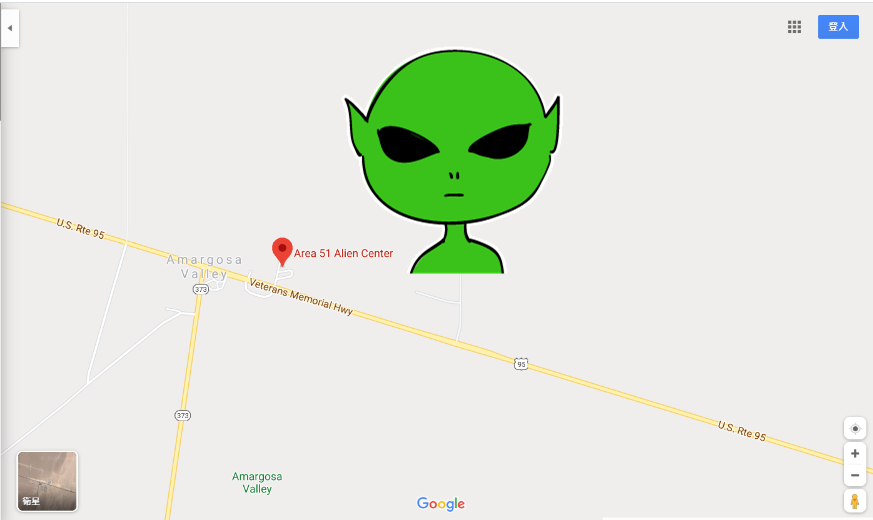 登入
U.S. Rte 95
Area 51 Alien Center
Amargosa
Valley
373
Veterans Memorial Hwy
95
373
U.S. Rte 95
Amargosa
Valley
衛星
Google